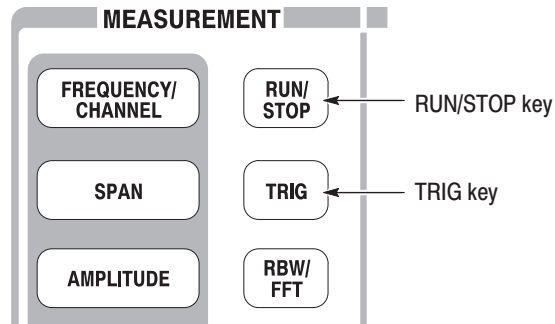 MEASUREMENT
FREQUENCY/
CHANNEL
RUN/
STOP
RUN/STOP key
SPAN
TRIG
TRIG key
AMPLITUDE
RBW/
FFT